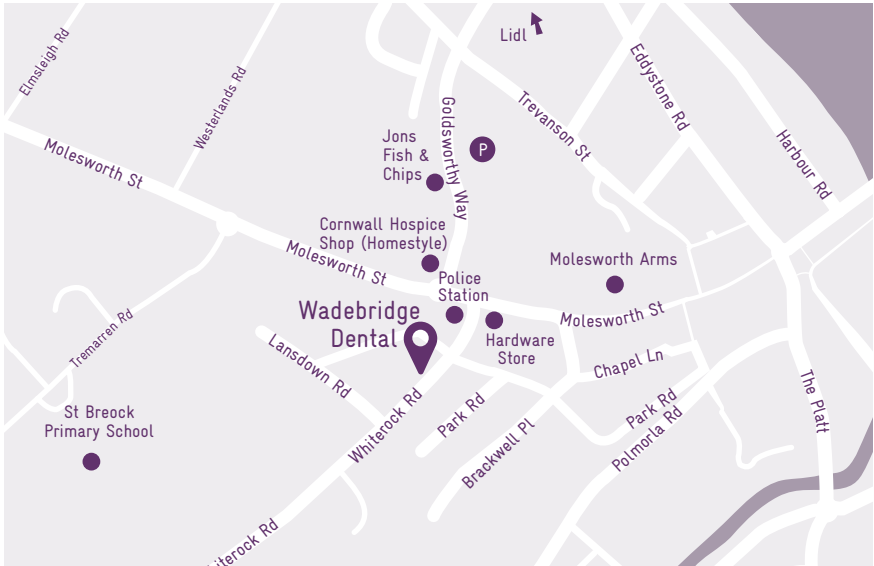 Lidl
Elmsleigh Rd
Westerlands Rd
Eddystone Rd
Trevanson St
Goldsworthy Way
Harbour Rd
P
Jons
Fish &
Chips
Molesworth St
Cornwall Hospice
Shop (Homestyle)
Molesworth St
Molesworth Arms
Police
Station
Molesworth St
Wadebridge
Dental
Hardware
Store
Tremarren Rd
Lansdown Rd
Chapel Ln
The Platt
St Breock
Primary School
Whiterock Rd
Park Rd
Brackwell Pl
Park Rd
Polmorla Rd
iterock Rd